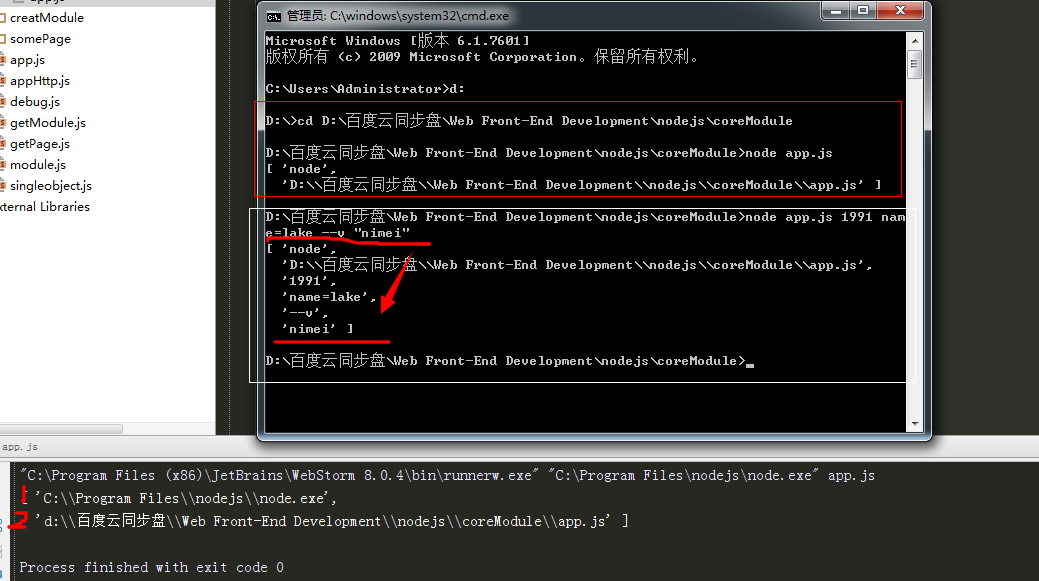 creatModule
somePage
app.js
appHttp.js
debug.js
getModule.js
getPage.js
module.js
singleobject.js
xternal Libraries
管理员: C:\windows\system32\cmd.exe
Microsoft Windows [版本 6.1.7601]
版权所有 (c) 2009 Microsoft Corporation。保留所有权利。
C:\Users\Administrator>d:
D:\>cd D:\百度云同步盘\Web Front-End Development\nodejs\coreModule
D:\百度云同步盘\Web Front-End Development\nodejs\coreModule>node app.js
[ 'node',
'D:\\百度云同步盘\\Web Front-End Development\\nodejs\\coreModule\\app.js' ]
D:\百度云同步盘\Web Front-End Development\nodejs\coreModule>node app.js 1991 nam
e=lake --v "nimei"
[ 'node',
'D:\\百度云同步盘\\Web Front-End Development\\nodejs\\coreModule\\app.js',
'1991',
'name=lake',
'--v',
'nimei' ]
D:\百度云同步盘\Web Front-End Development\nodejs\coreModule>
app.js
"C:\Program Files (x86)\JetBrains\WebStorm 8.0.4\bin\runnerw.exe" "C:\Program Files\nodejs\node.exe" app.js
1 [ 'C:\\Program Files\\nodejs\\node.exe',
2 'd:\\百度云同步盘\\Web Front-End Development\\nodejs\\coreModule\\app.js' ]
Process finished with exit code 0